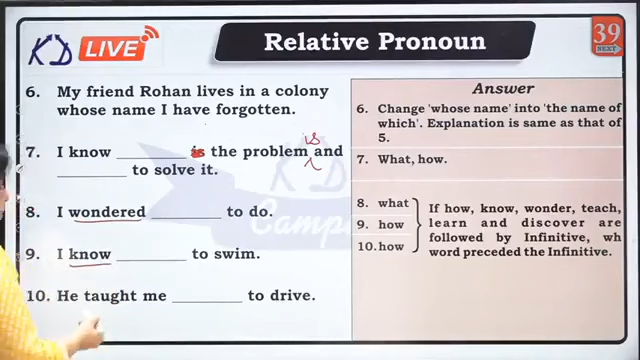 KD LIVE
Relative Pronoun
39
NEXT
6. My friend Rohan lives in a colony
whose name I have forgotten.
7. I know ________ is the problem is and
________ to solve it.
8. I wondered ________ to do.
9. I know ________ to swim.
10. He taught me ________ to drive.
KD
Campu
Answer
6. Change 'whose name' into 'the name of
which'. Explanation is same as that of
5.
7. What, how.
8. what
9. how
10. how
If how, know, wonder, teach,
learn and discover are
followed by Infinitive, wh
word preceded the Infinitive.